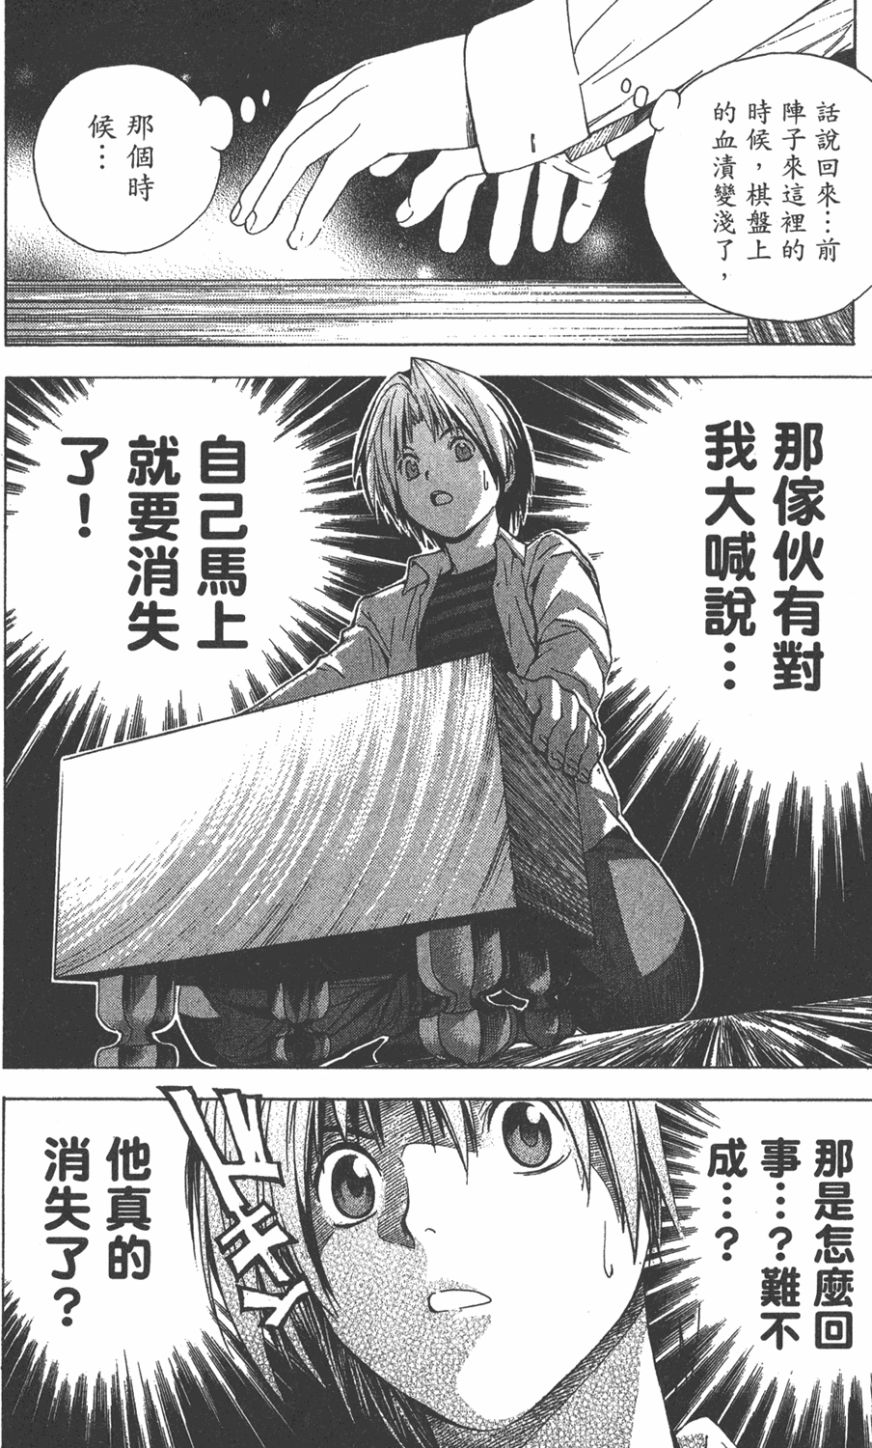 話說回來…前
陣子來這裡的
時候，棋盤上
的血漬變淺了，
那個時
候…
那傢伙有對
我大喊說…
自己馬上
就要消失
了！
那是怎麼回
事…？難不
成…？
ドキッ
他真的
消失了？